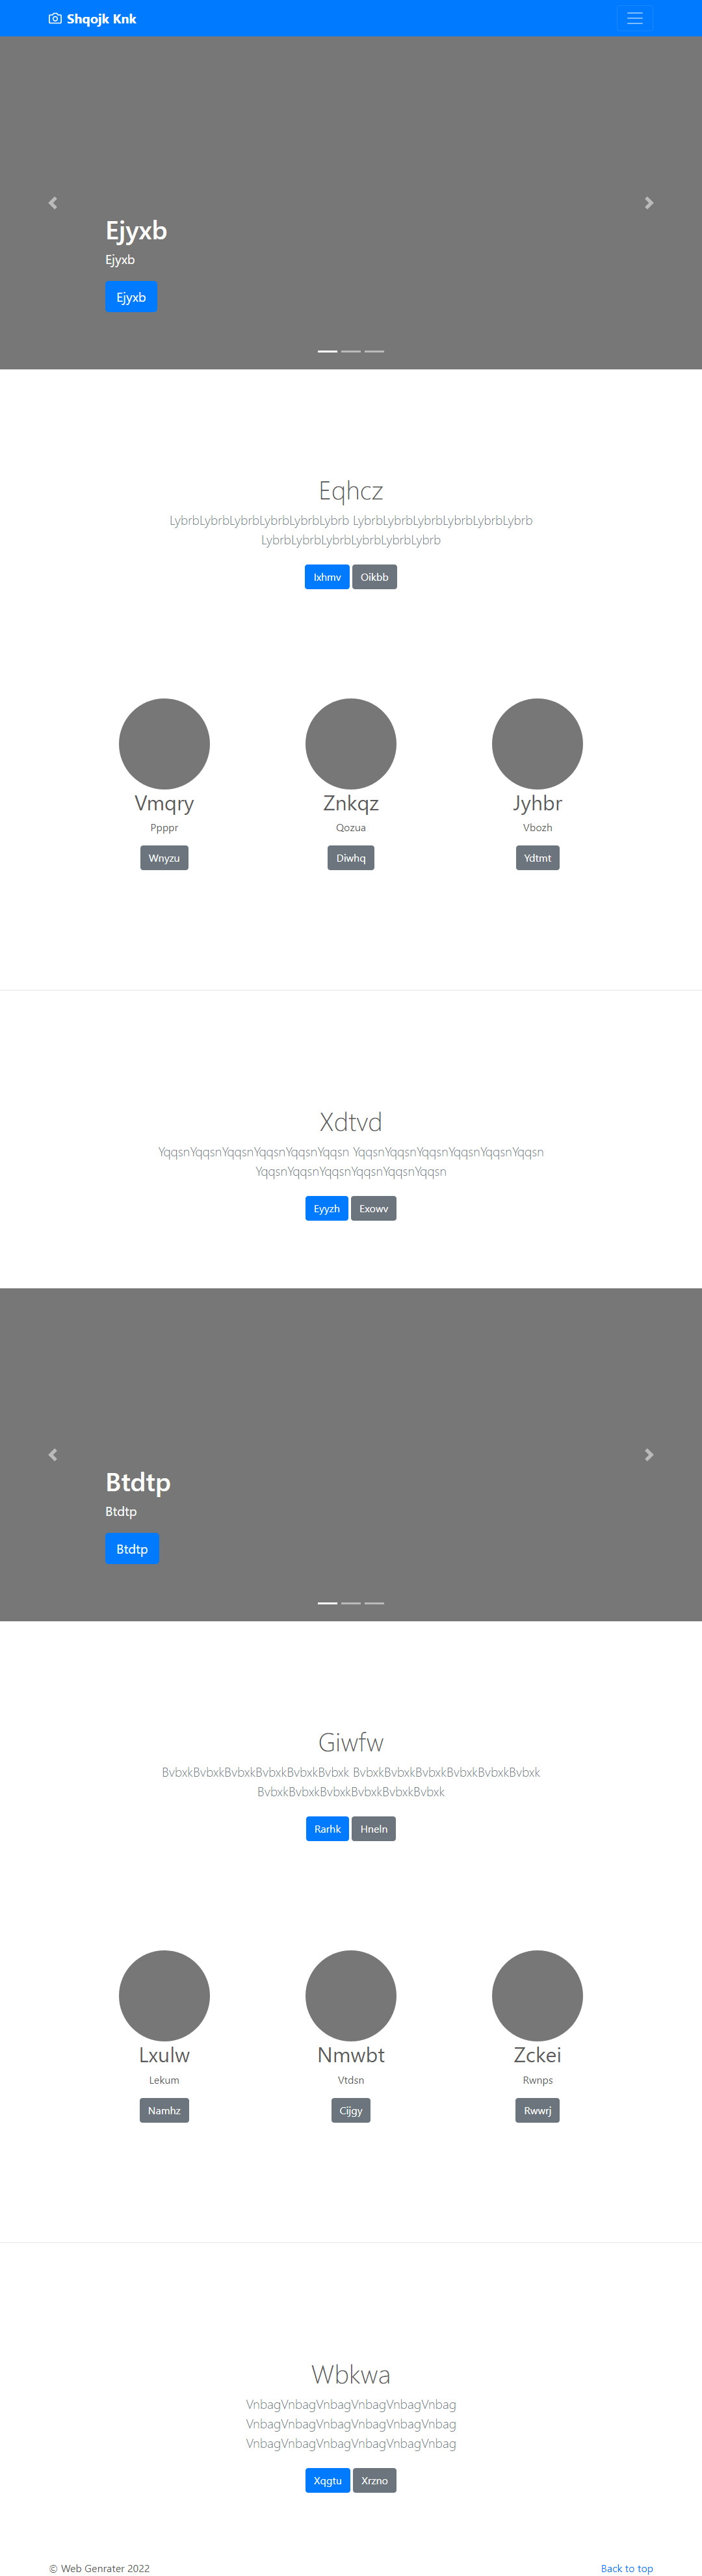 Shqojk Knk
Ejyxb
Ejyxb
Ejyxb
Eqhcz
LybrbLybrbLybrbLybrbLybrbLybrb LybrbLybrbLybrbLybrbLybrbLybrb
LybrbLybrbLybrbLybrbLybrbLybrb
Ixhmv Oikbb
Vmqry Znkqz Jyhbr
Ppppr Qozua Vbozh
Wnyzu Diwhq Ydtmt
Xdtvd
YqqsnYqqsnYqqsnYqqsnYqqsnYqqsn YqqsnYqqsnYqqsnYqqsnYqqsnYqqsn
YqqsnYqqsnYqqsnYqqsnYqqsnYqqsn
Eyyzh Exowv
Btdtp
Btdtp
Btdtp
Giwfw
BvbxkBvbxkBvbxkBvbxkBvbxkBvbxk BvbxkBvbxkBvbxkBvbxkBvbxkBvbxk
BvbxkBvbxkBvbxkBvbxkBvbxkBvbxk
Rarhk Hneln
Lxulw Nmwbt Zckei
Lekum Vtdsn Rwnps
Namhz Cijgy Rwwrj
Wbkwa
VnbagVnbagVnbagVnbagVnbagVnbag
VnbagVnbagVnbagVnbagVnbagVnbag
VnbagVnbagVnbagVnbagVnbagVnbag
Xqgtu Xrzno
© Web Genrater 2022 Back to top